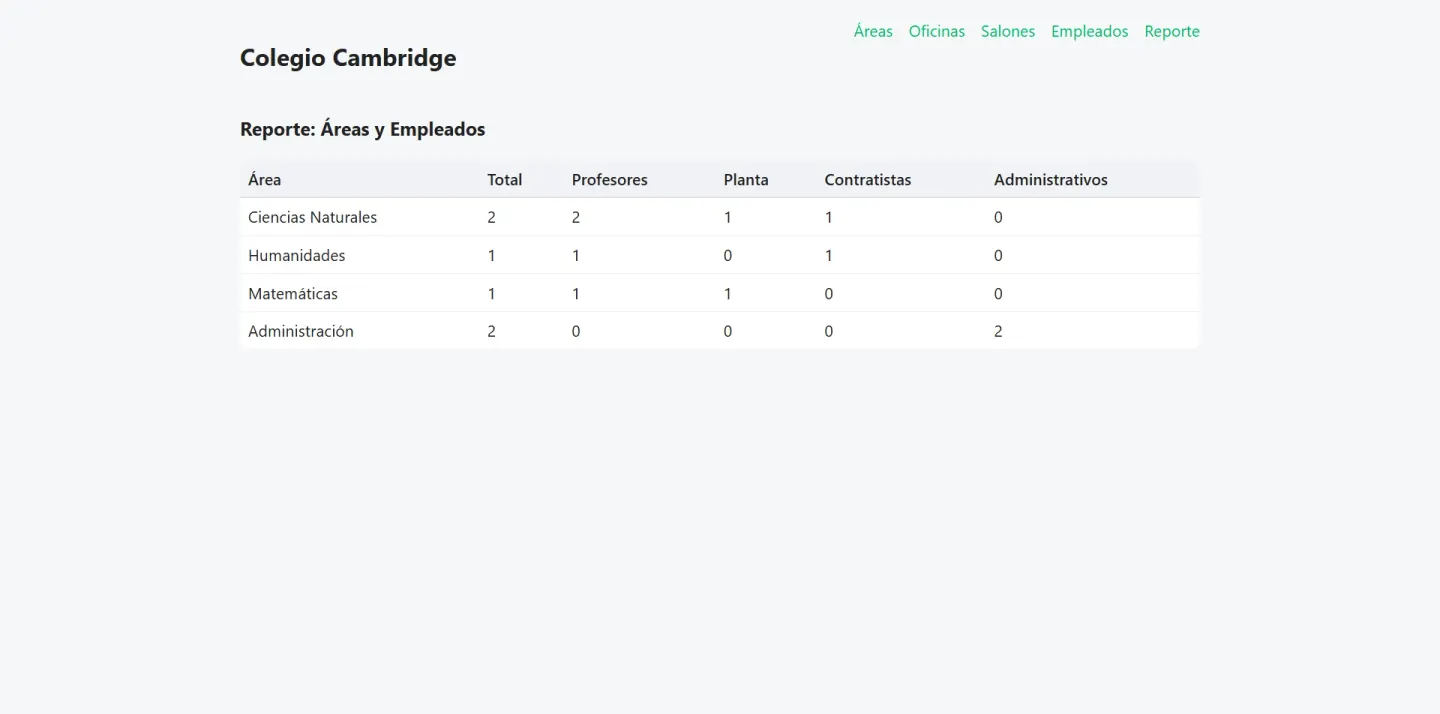 Áreas Oficinas Salones Empleados Reporte
Colegio Cambridge
Reporte: Áreas y Empleados
Área Total Profesores Planta Contratistas Administrativos
Ciencias Naturales 2 2 1 1 0
Humanidades 1 1 0 1 0
Matemáticas 1 1 1 0 0
Administración 2 0 0 0 2